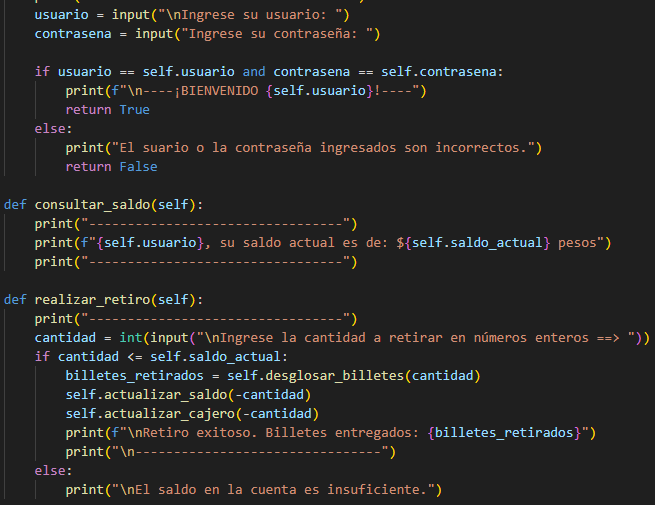 usuario = input("\nIngrese su usuario: ")
contrasena = input("Ingrese su contraseña: ")
if usuario == self.usuario and contrasena == self.contrasena:
print(f"\n----¡BIENVENIDO {self.usuario}!----")
return True
else:
print("El suario o la contraseña ingresados son incorrectos.")
return False
def consultar_saldo(self):
print("---------------------------------")
print(f"{self.usuario}, su saldo actual es de: ${self.saldo_actual} pesos")
print("---------------------------------")
def realizar_retiro(self):
print("---------------------------------")
cantidad = int(input("\nIngrese la cantidad a retirar en números enteros ==> "))
if cantidad <= self.saldo_actual:
billetes_retirados = self.desglosar_billetes(cantidad)
self.actualizar_saldo(-cantidad)
self.actualizar_cajero(-cantidad)
print(f"\nRetiro exitoso. Billetes entregados: {billetes_retirados}")
print("\n--------------------------------")
else:
print("\nEl saldo en la cuenta es insuficiente.")